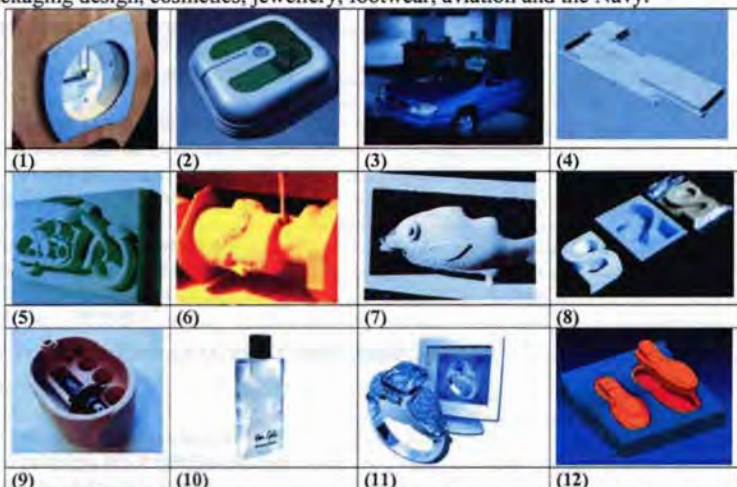 ckaging design, cosmetics, jewellery, footwear, aviation and the Navy.
(1) (2) (3) (4)
(5) (6) (7) (8)
(9) (10) (11) (12)